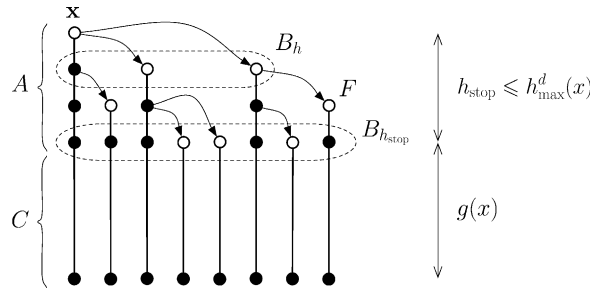 x
B_h
A
F
h_stop ⩽ h^d_max(x)
B_{h_stop}
C
g(x)